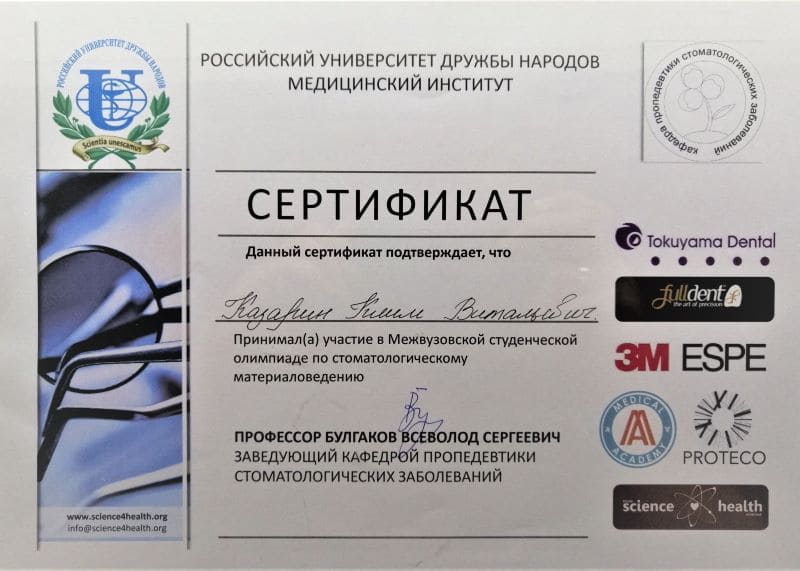 РОССИЙСКИЙ УНИВЕРСИТЕТ ДРУЖБЫ НАРОДОВ
Scientia unescamus
РОССИЙСКИЙ УНИВЕРСИТЕТ ДРУЖБЫ НАРОДОВ
МЕДИЦИНСКИЙ ИНСТИТУТ
кафедра пропедевтики стоматологических заболеваний
СЕРТИФИКАТ
Данный сертификат подтверждает, что
Казарин Витальевич
Принимал(а) участие в Межвузовской студенческой
олимпиаде по стоматологическому
материаловедению
ПРОФЕССОР БУЛГАКОВ ВСЕВОЛОД СЕРГЕЕВИЧ
ЗАВЕДУЮЩИЙ КАФЕДРОЙ ПРОПЕДЕВТИКИ
СТОМАТОЛОГИЧЕСКИХ ЗАБОЛЕВАНИЙ
www.science4health.org
info@science4health.org
Tokuyama Dental
fulldent
the art of precision
3M ESPE
MEDICAL
ACADEMY
PROTECO
science health